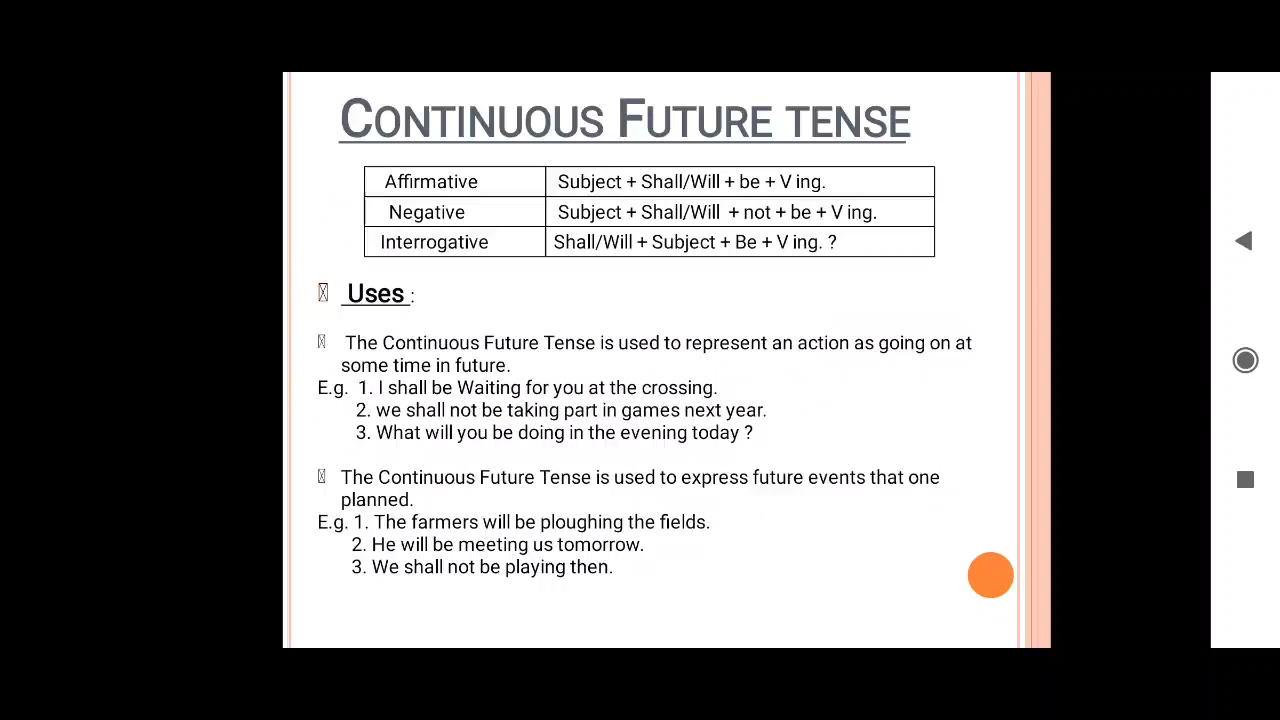 CONTINUOUS FUTURE TENSE
Affirmative Subject + Shall/Will + be + V ing.
Negative Subject + Shall/Will + not + be + V ing.
Interrogative Shall/Will + Subject + Be + V ing. ?
Uses :
The Continuous Future Tense is used to represent an action as going on at
some time in future.
E.g. 1. I shall be Waiting for you at the crossing.
2. we shall not be taking part in games next year.
3. What will you be doing in the evening today ?
The Continuous Future Tense is used to express future events that one
planned.
E.g. 1. The farmers will be ploughing the fields.
2. He will be meeting us tomorrow.
3. We shall not be playing then.